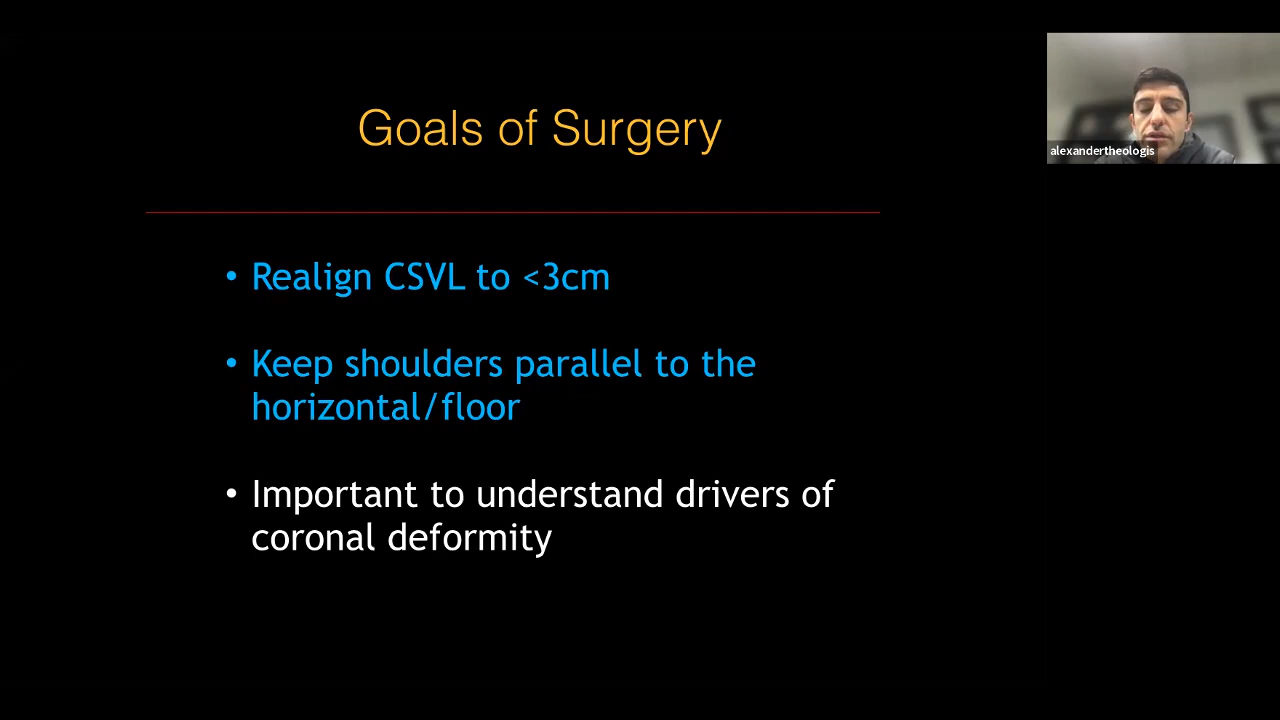 Goals of Surgery
alexandertheologis
• Realign CSVL to <3cm
• Keep shoulders parallel to the
horizontal/floor
• Important to understand drivers of
coronal deformity